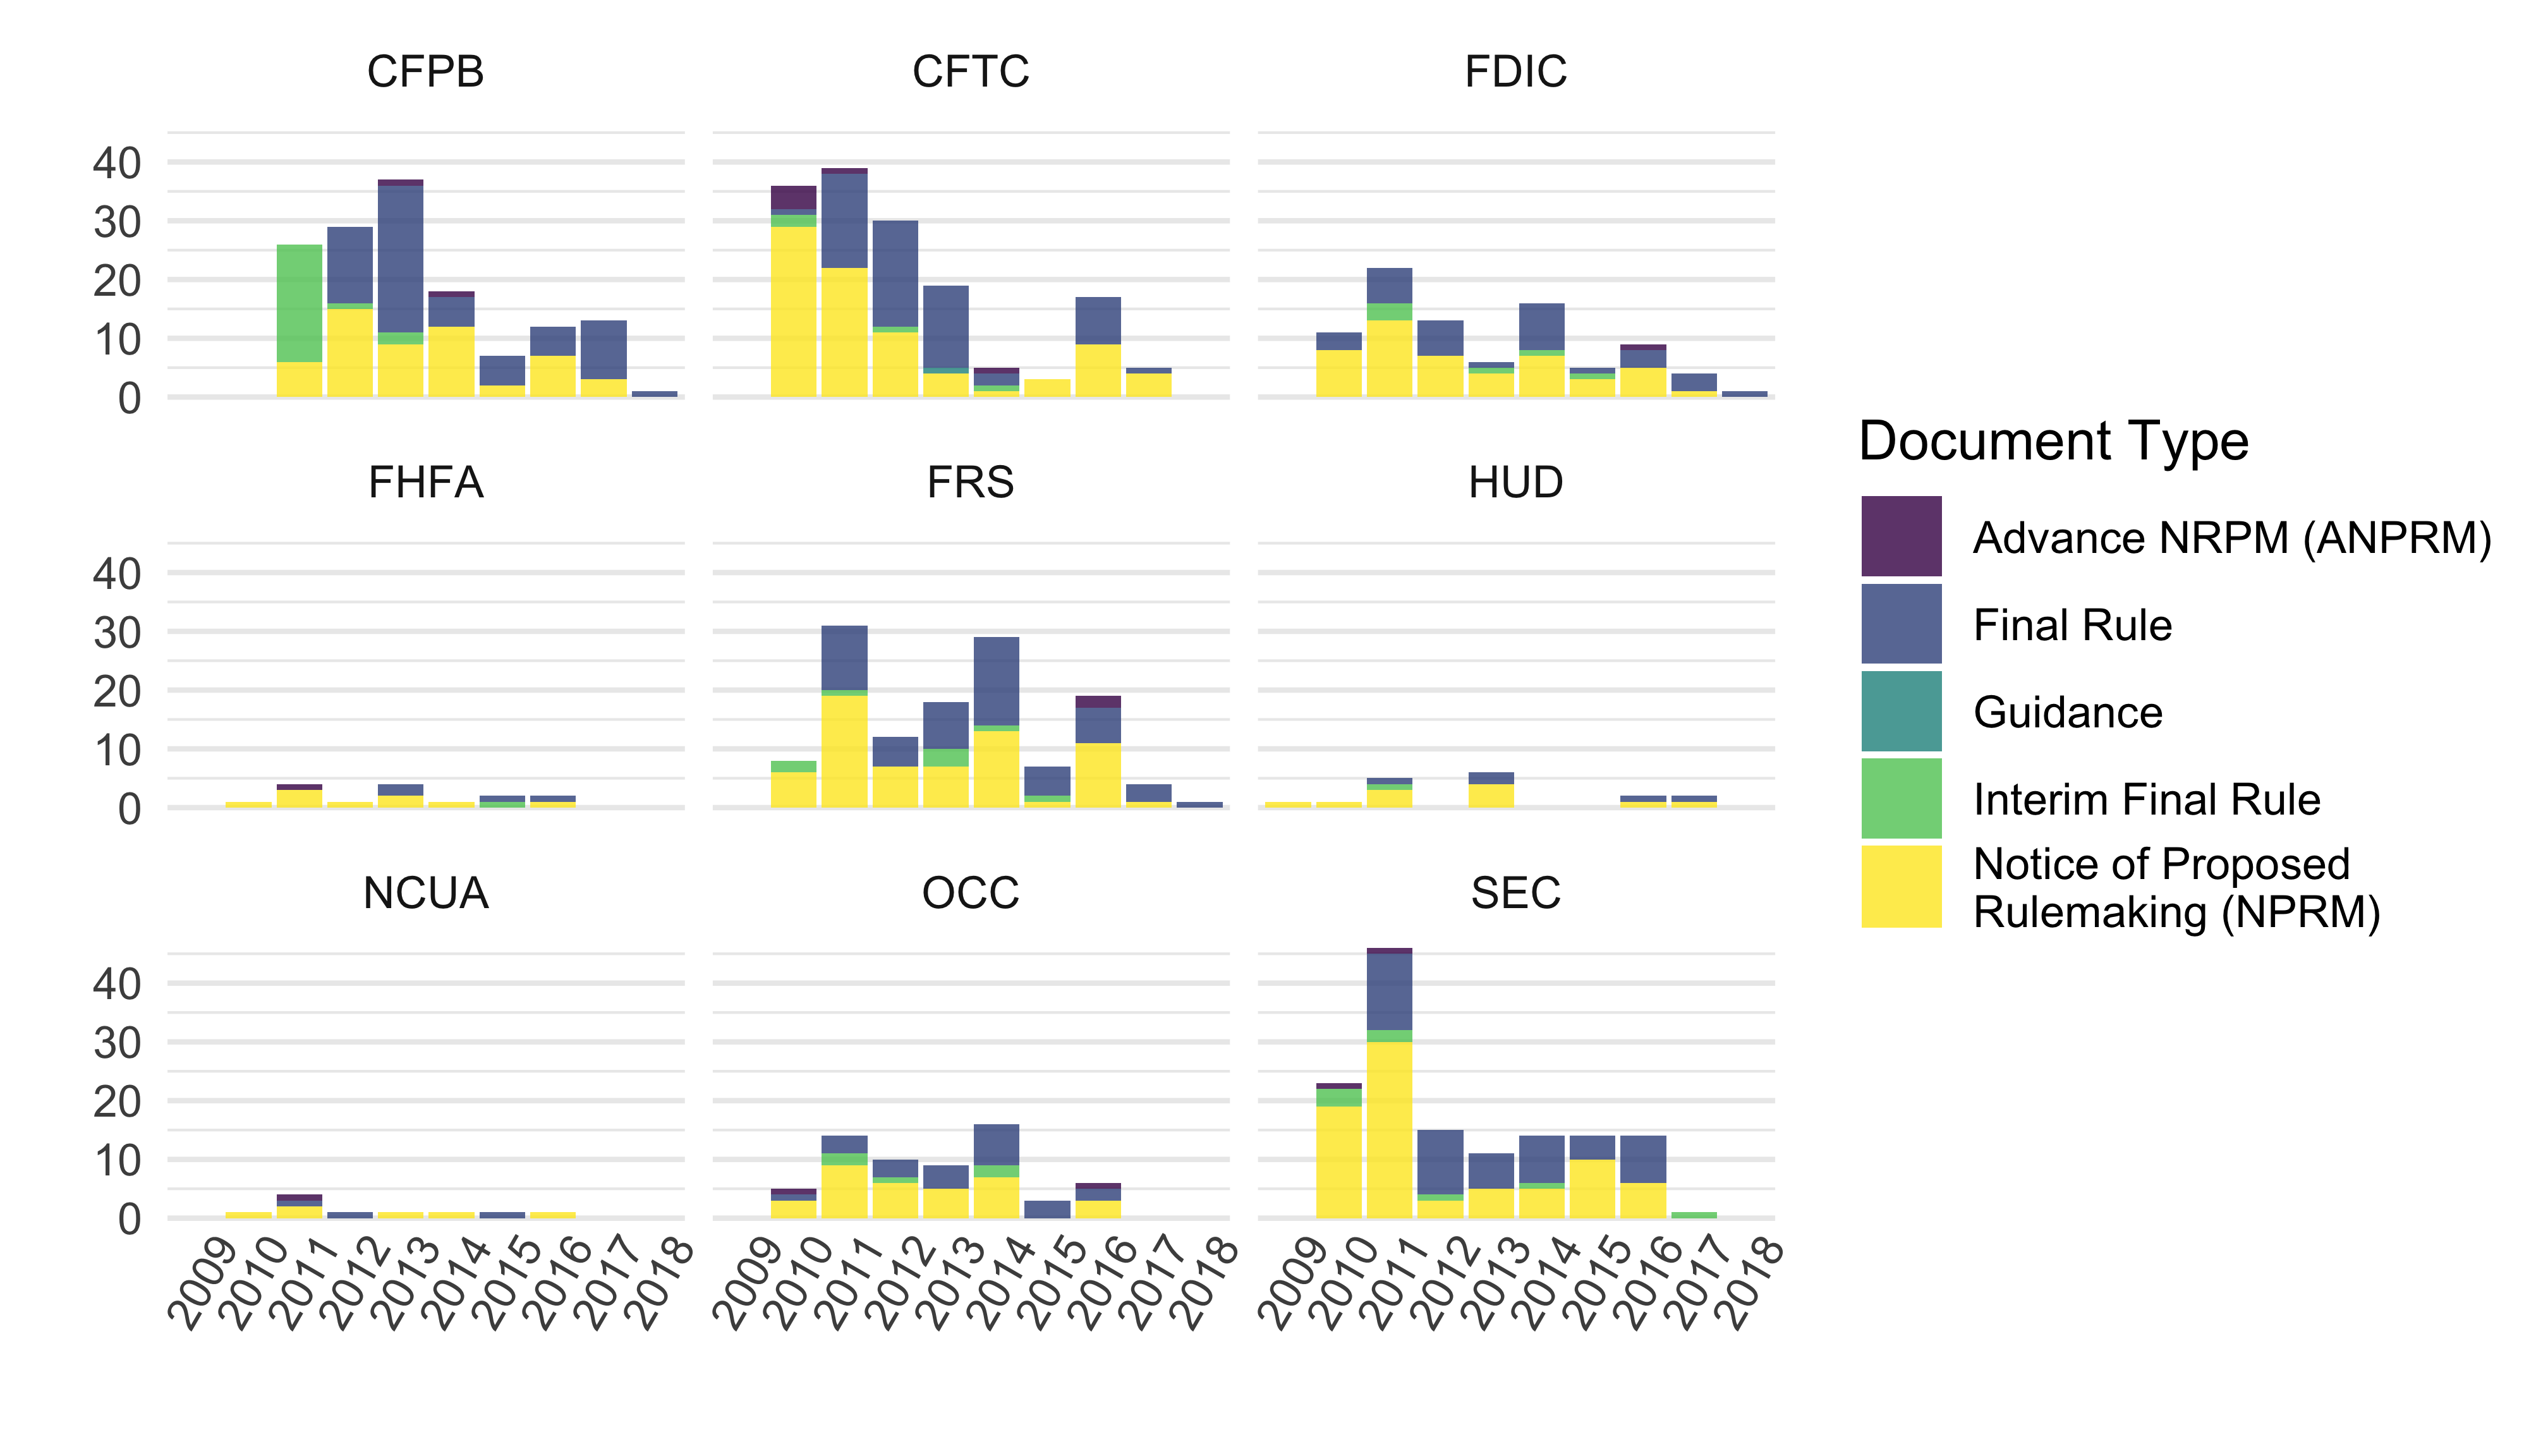 CFPB CFTC FDIC
40
30
20
10
0
FHFA FRS HUD
40
30
20
10
0
NCUA OCC SEC
40
30
20
10
0
2009 2010 2011 2012 2013 2014 2015 2016 2017 2018 2009 2010 2011 2012 2013 2014 2015 2016 2017 2018 2009 2010 2011 2012 2013 2014 2015 2016 2017 2018
Document Type
Advance NRPM (ANPRM)
Final Rule
Guidance
Interim Final Rule
Notice of Proposed
Rulemaking (NPRM)